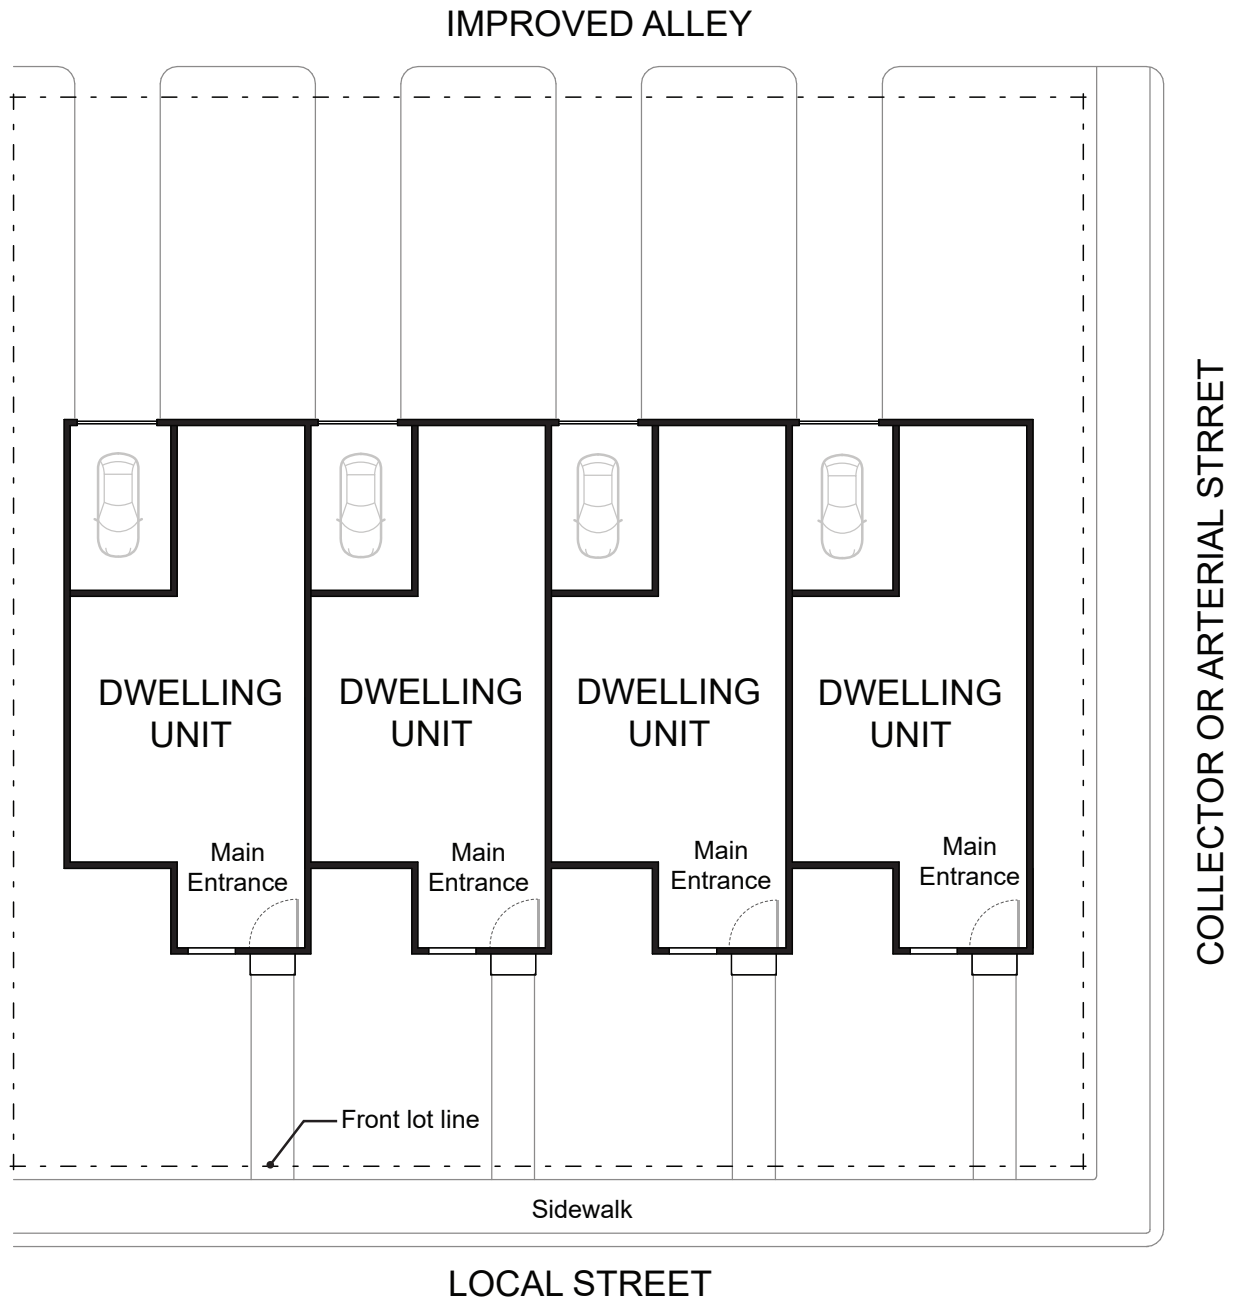 IMPROVED ALLEY
COLLECTOR OR ARTERIAL STRRET
DWELLING
UNIT
DWELLING
UNIT
DWELLING
UNIT
DWELLING
UNIT
Main
Entrance
Main
Entrance
Main
Entrance
Main
Entrance
Front lot line
Sidewalk
LOCAL STREET